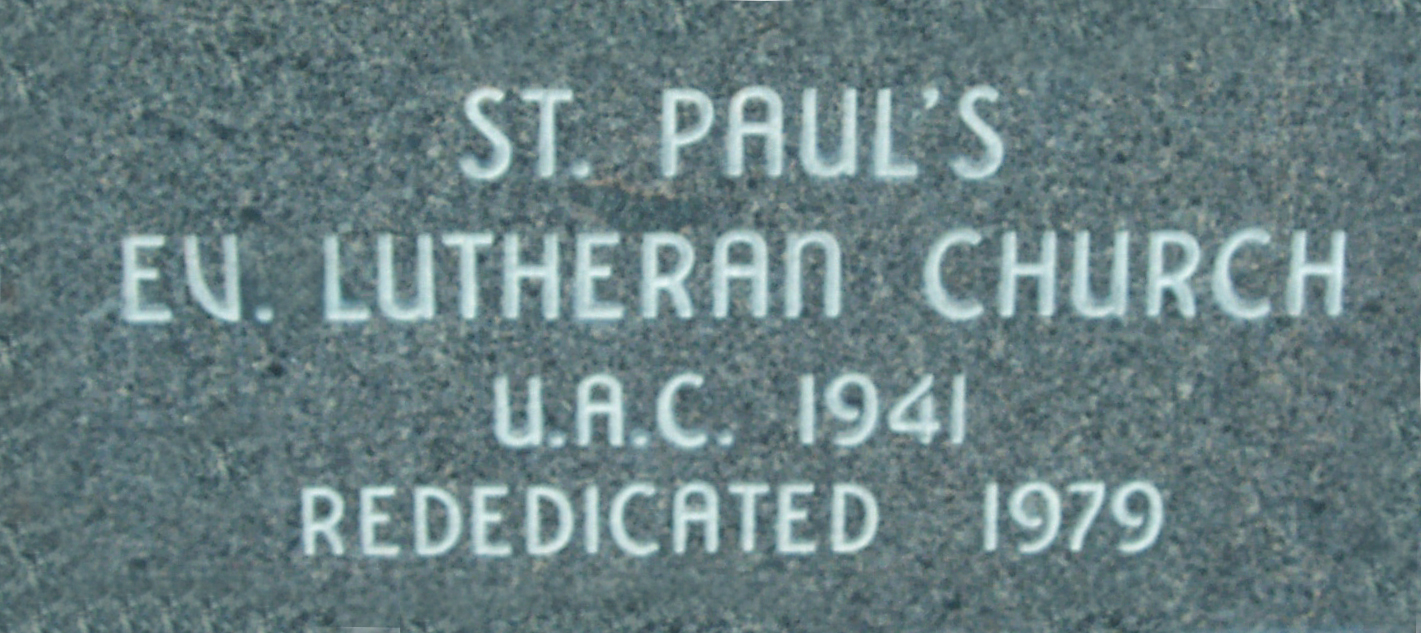 ST. PAUL'S
EV. LUTHERAN CHURCH
U.A.C. 1941
REDEDICATED 1979